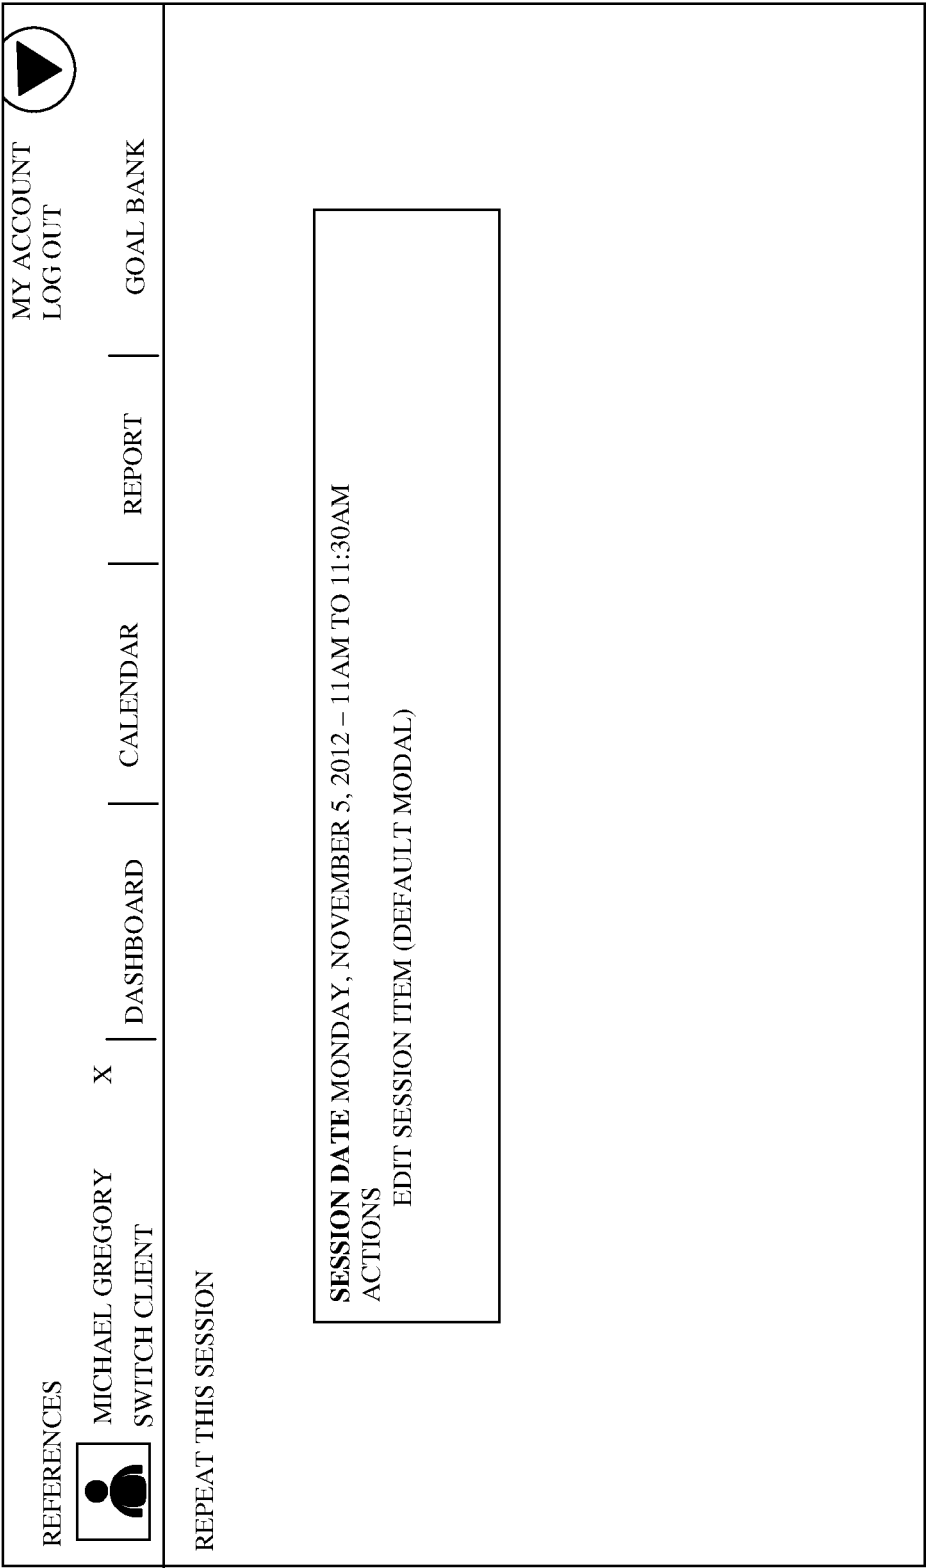 REFERENCES
MY ACCOUNT
LOG OUT
MICHAEL GREGORY X
SWITCH CLIENT
DASHBOARD
CALENDAR
REPORT
GOAL BANK
REPEAT THIS SESSION
SESSION DATE MONDAY, NOVEMBER 5, 2012 – 11AM TO 11:30AM
ACTIONS
EDIT SESSION ITEM (DEFAULT MODAL)